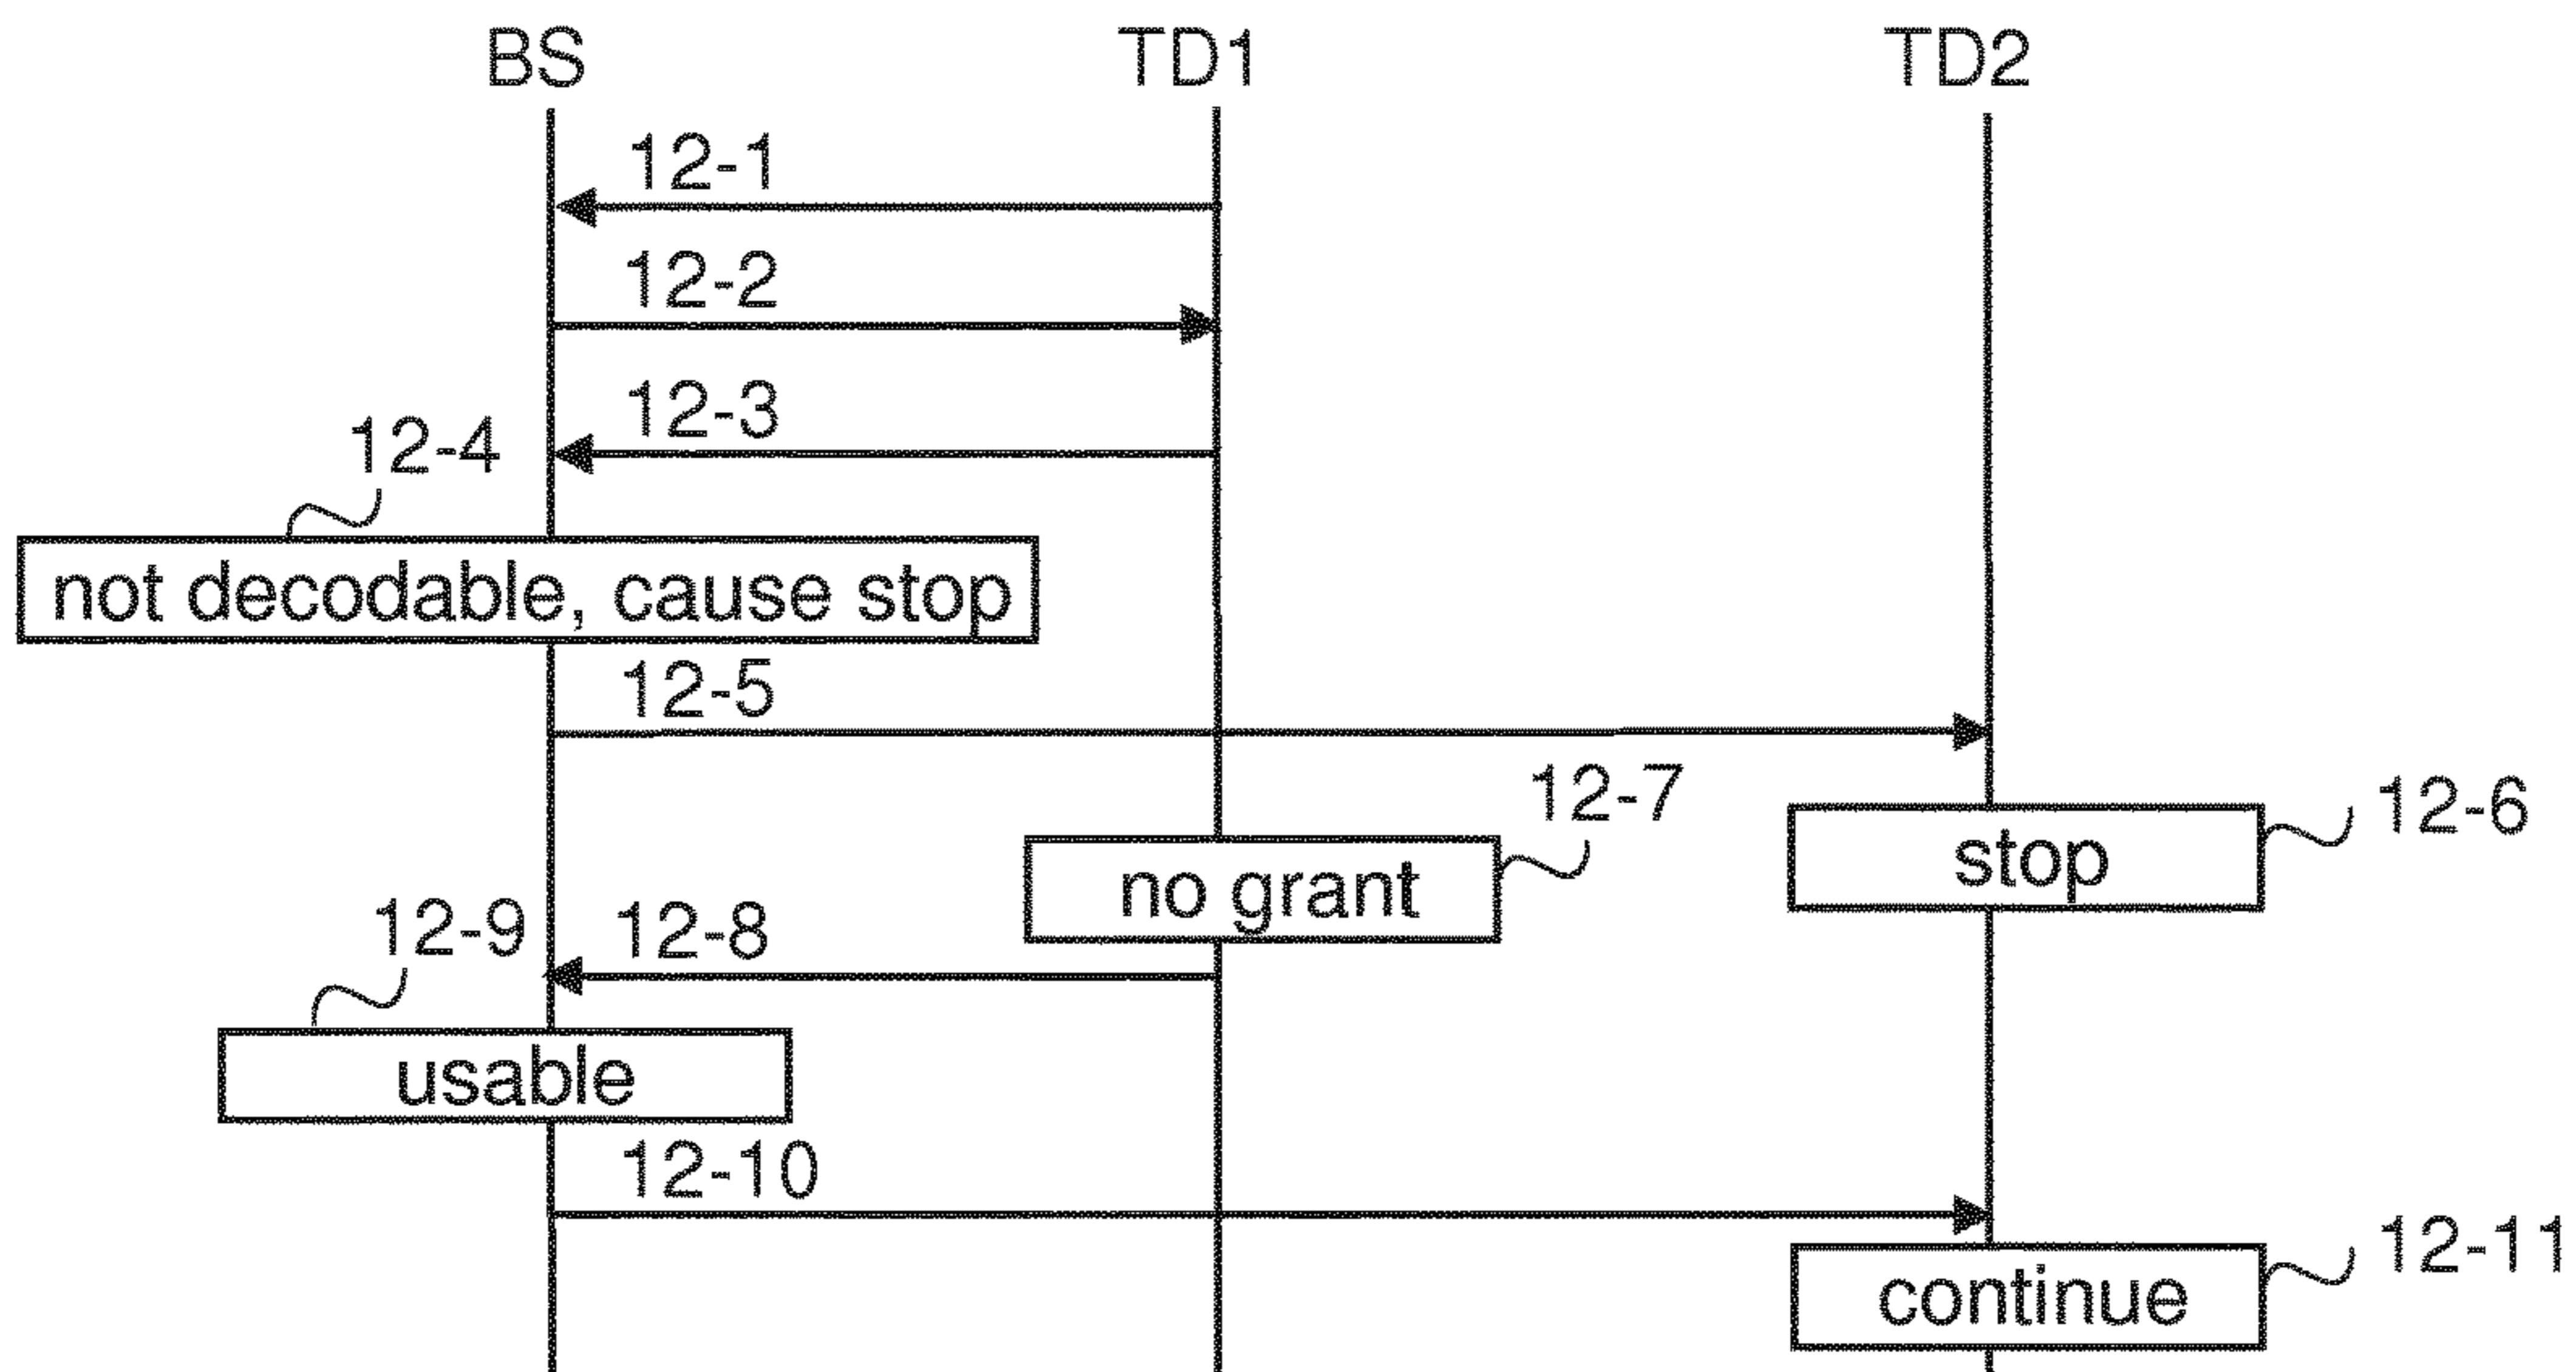 BS TD1 TD2
12-1
12-2
12-3
12-4
not decodable, cause stop
12-5
12-7
12-6
stop
no grant
12-9
12-8
usable
12-10
12-11
continue